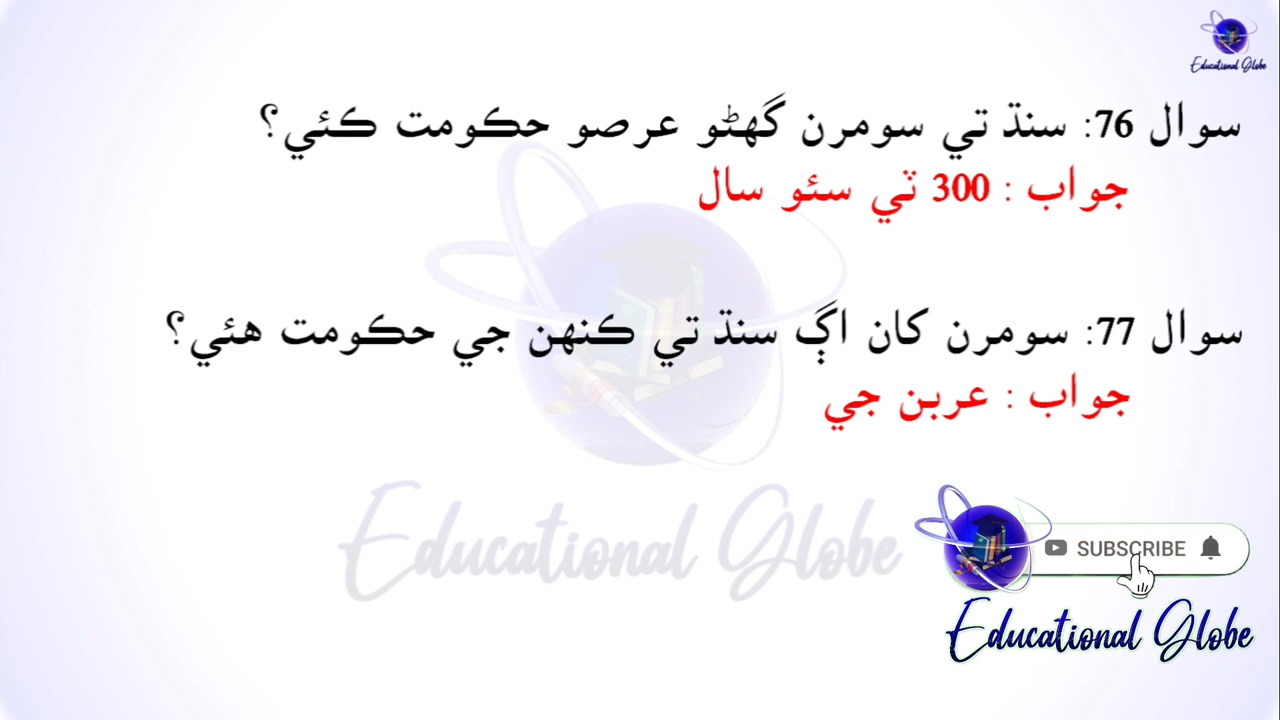 Educational Globe
سوال 76: سنڌ تي سومرن گهڻو عرصو حڪومت ڪئي؟
جواب : 300 ٽي سئو سال
سوال 77: سومرن کان اڳ سنڌ تي ڪنهن جي حڪومت هئي؟
جواب : عربن جي
Educational Globe
SUBSCRIBE
Educational Globe